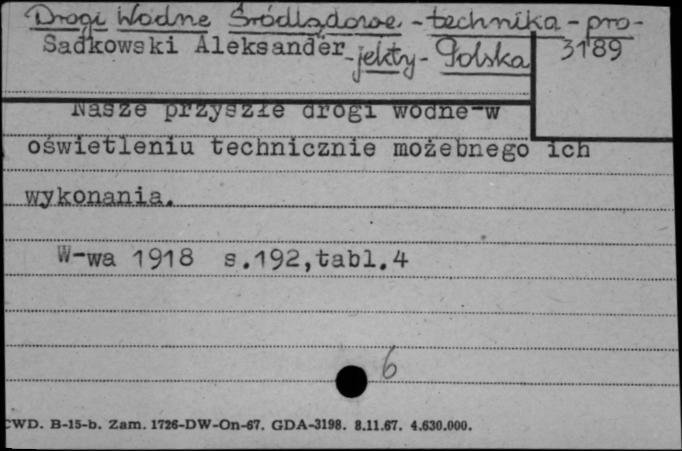 Drogi Wodne Śródlądowe - technika - pro-
Sadkowski Aleksander - jekty - Polska
3189
Nasze przyszłe drogi wodne-w
oświetleniu technicznie możebnego ich
wykonania.
W-wa 1918 s.192,tabl.4
6
CWD. B-15-b. Zam. 1726-DW-On-67. GDA-3198. 8.11.67. 4.630.000.